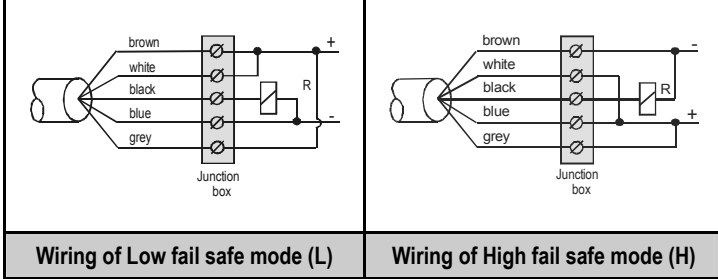 brown
white
black
blue
grey
+
R
-
Junction
box
Wiring of Low fail safe mode (L)
brown
white
black
blue
grey
-
R
+
Junction
box
Wiring of High fail safe mode (H)